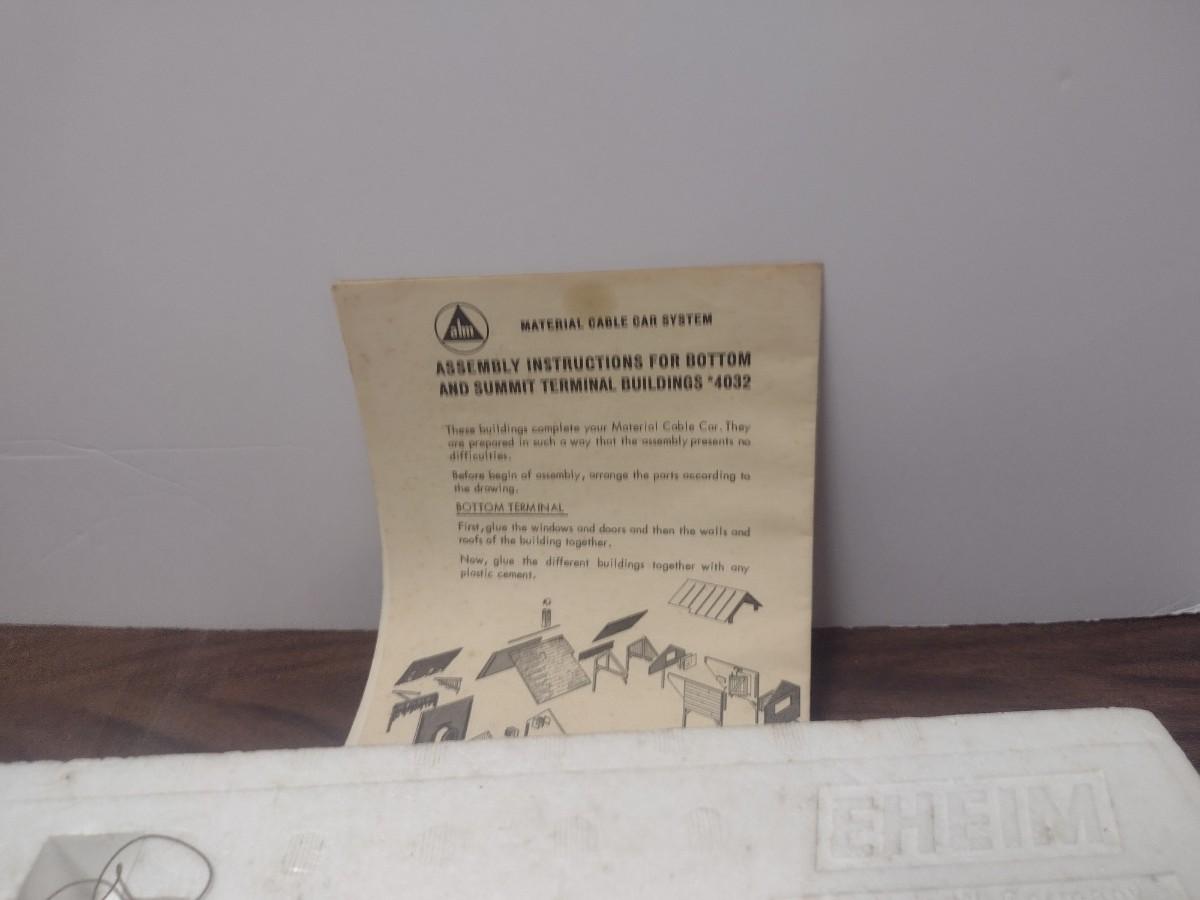 ahm
MATERIAL CABLE CAR SYSTEM
ASSEMBLY INSTRUCTIONS FOR BOTTOM
AND SUMMIT TERMINAL BUILDINGS *4032
These buildings complete your Material Cable Car. They
are prepared in such a way that the assembly presents no
difficulties.
Before begin of assembly, arrange the parts according to
the drawing.
BOTTOM TERMINAL
First, glue the windows and doors and then the walls and
roofs of the building together.
Now, glue the different buildings together with any
plastic cement.
EHEIM